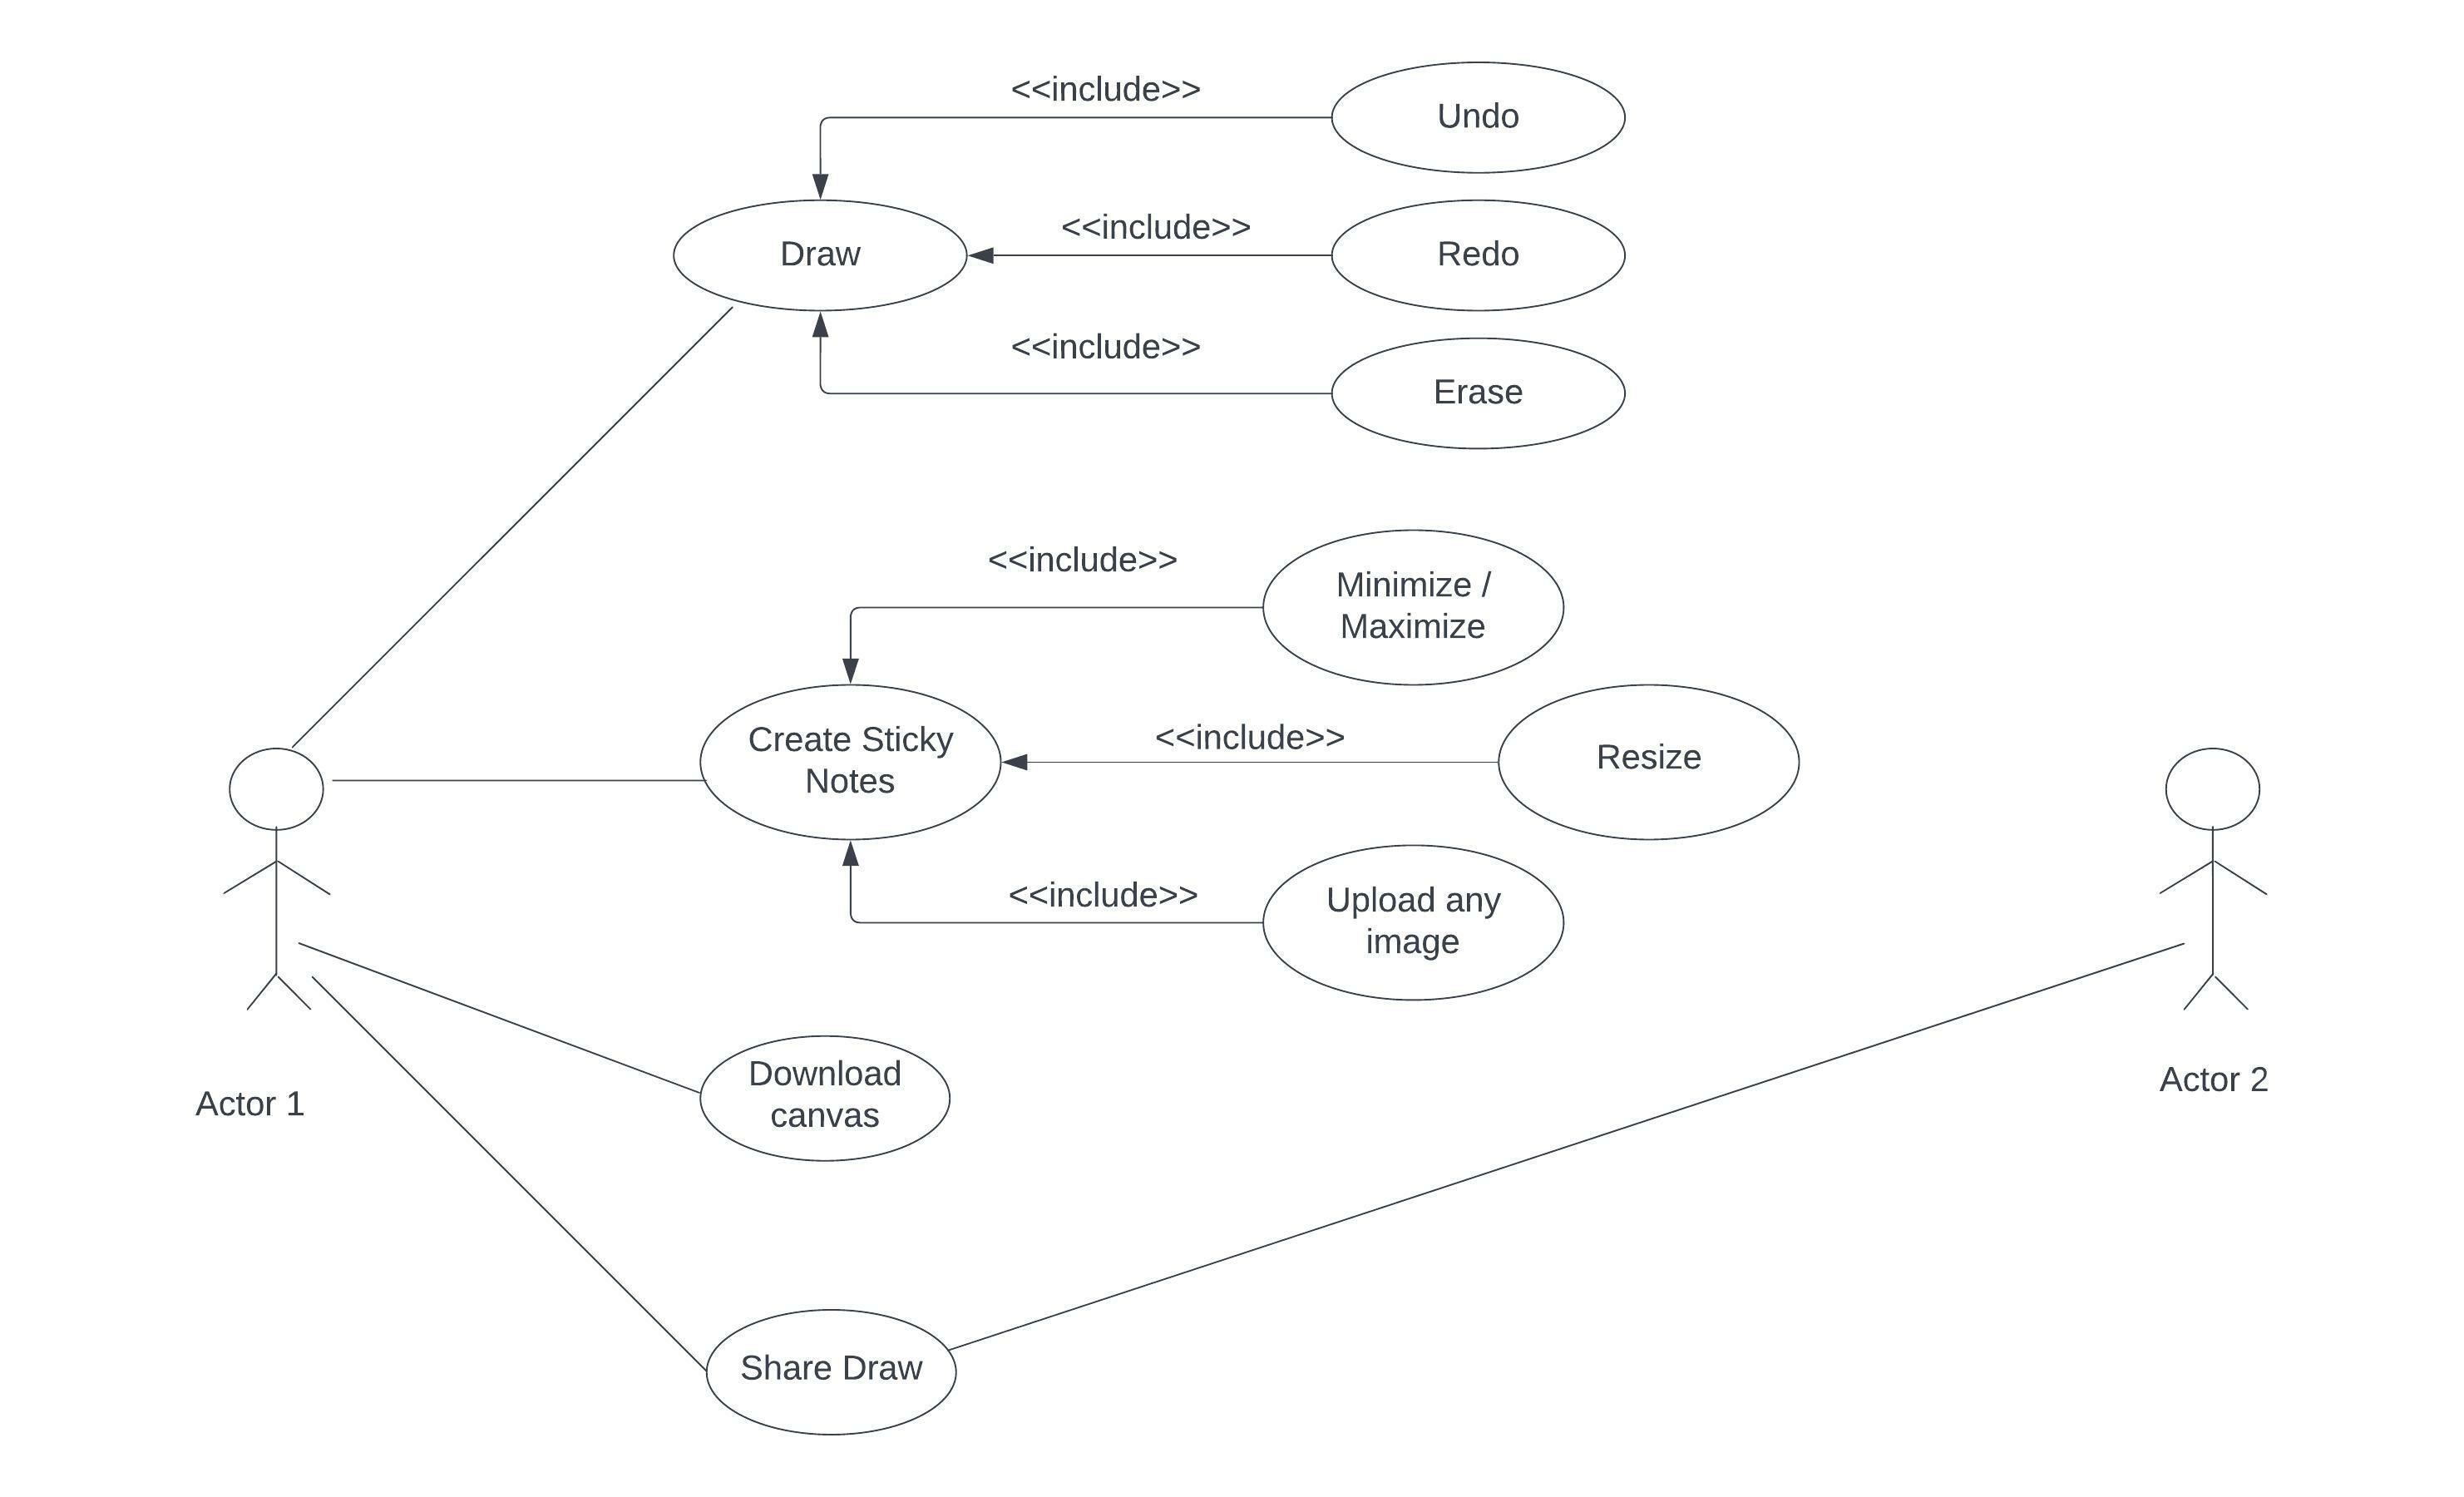 <<include>>
Undo
<<include>>
Draw
Redo
<<include>>
Erase
<<include>>
Minimize /
Maximize
Create Sticky
Notes
<<include>>
Resize
<<include>>
Upload any
image
Download
canvas
Actor 1
Actor 2
Share Draw